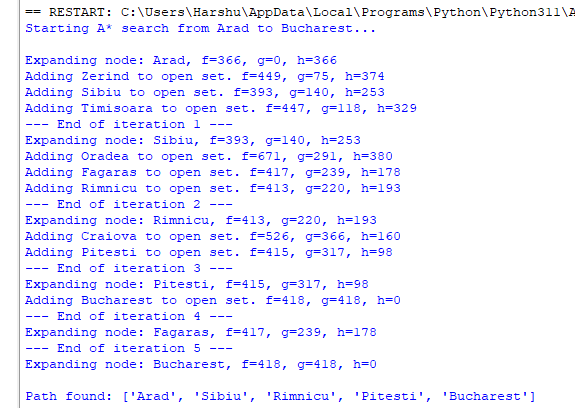 == RESTART: C:\Users\Harshu\AppData\Local\Programs\Python\Python311\A
Starting A* search from Arad to Bucharest...
Expanding node: Arad, f=366, g=0, h=366
Adding Zerind to open set. f=449, g=75, h=374
Adding Sibiu to open set. f=393, g=140, h=253
Adding Timisoara to open set. f=447, g=118, h=329
--- End of iteration 1 ---
Expanding node: Sibiu, f=393, g=140, h=253
Adding Oradea to open set. f=671, g=291, h=380
Adding Fagaras to open set. f=417, g=239, h=178
Adding Rimnicu to open set. f=413, g=220, h=193
--- End of iteration 2 ---
Expanding node: Rimnicu, f=413, g=220, h=193
Adding Craiova to open set. f=526, g=366, h=160
Adding Pitesti to open set. f=415, g=317, h=98
--- End of iteration 3 ---
Expanding node: Pitesti, f=415, g=317, h=98
Adding Bucharest to open set. f=418, g=418, h=0
--- End of iteration 4 ---
Expanding node: Fagaras, f=417, g=239, h=178
--- End of iteration 5 ---
Expanding node: Bucharest, f=418, g=418, h=0
Path found: ['Arad', 'Sibiu', 'Rimnicu', 'Pitesti', 'Bucharest']